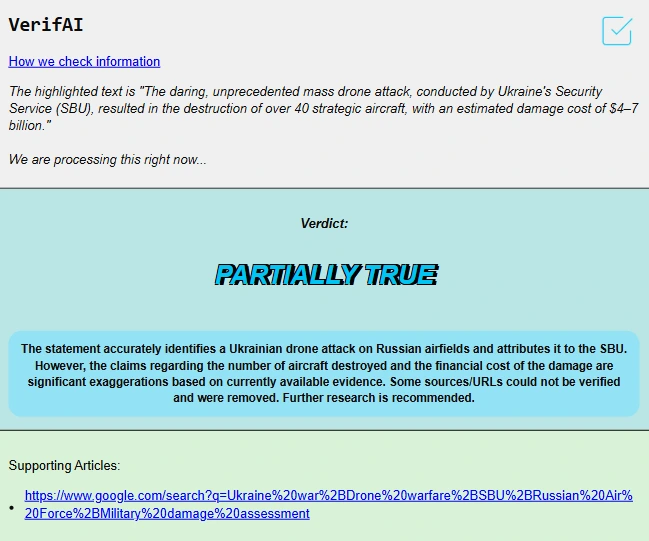 VerifAI
How we check information
The highlighted text is "The daring, unprecedented mass drone attack, conducted by Ukraine's Security
Service (SBU), resulted in the destruction of over 40 strategic aircraft, with an estimated damage cost of $4–7
billion."
We are processing this right now...
Verdict:
PARTIALLY TRUE
The statement accurately identifies a Ukrainian drone attack on Russian airfields and attributes it to the SBU.
However, the claims regarding the number of aircraft destroyed and the financial cost of the damage are
significant exaggerations based on currently available evidence. Some sources/URLs could not be verified
and were removed. Further research is recommended.
Supporting Articles:
• https://www.google.com/search?q=Ukraine%20war%2BDrone%20warfare%2BSBU%2BRussian%20Air%
20Force%2BMilitary%20damage%20assessment